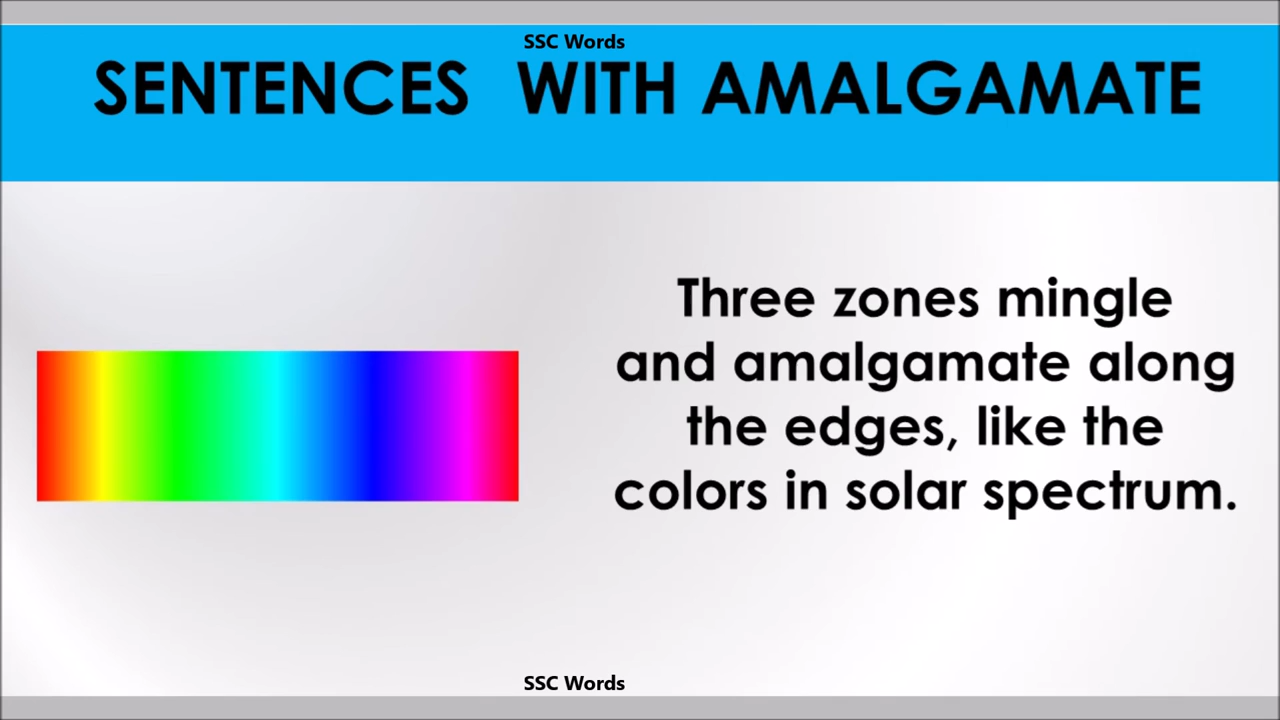 SSC Words
SENTENCES WITH AMALGAMATE
Three zones mingle
and amalgamate along
the edges, like the
colors in solar spectrum.
SSC Words